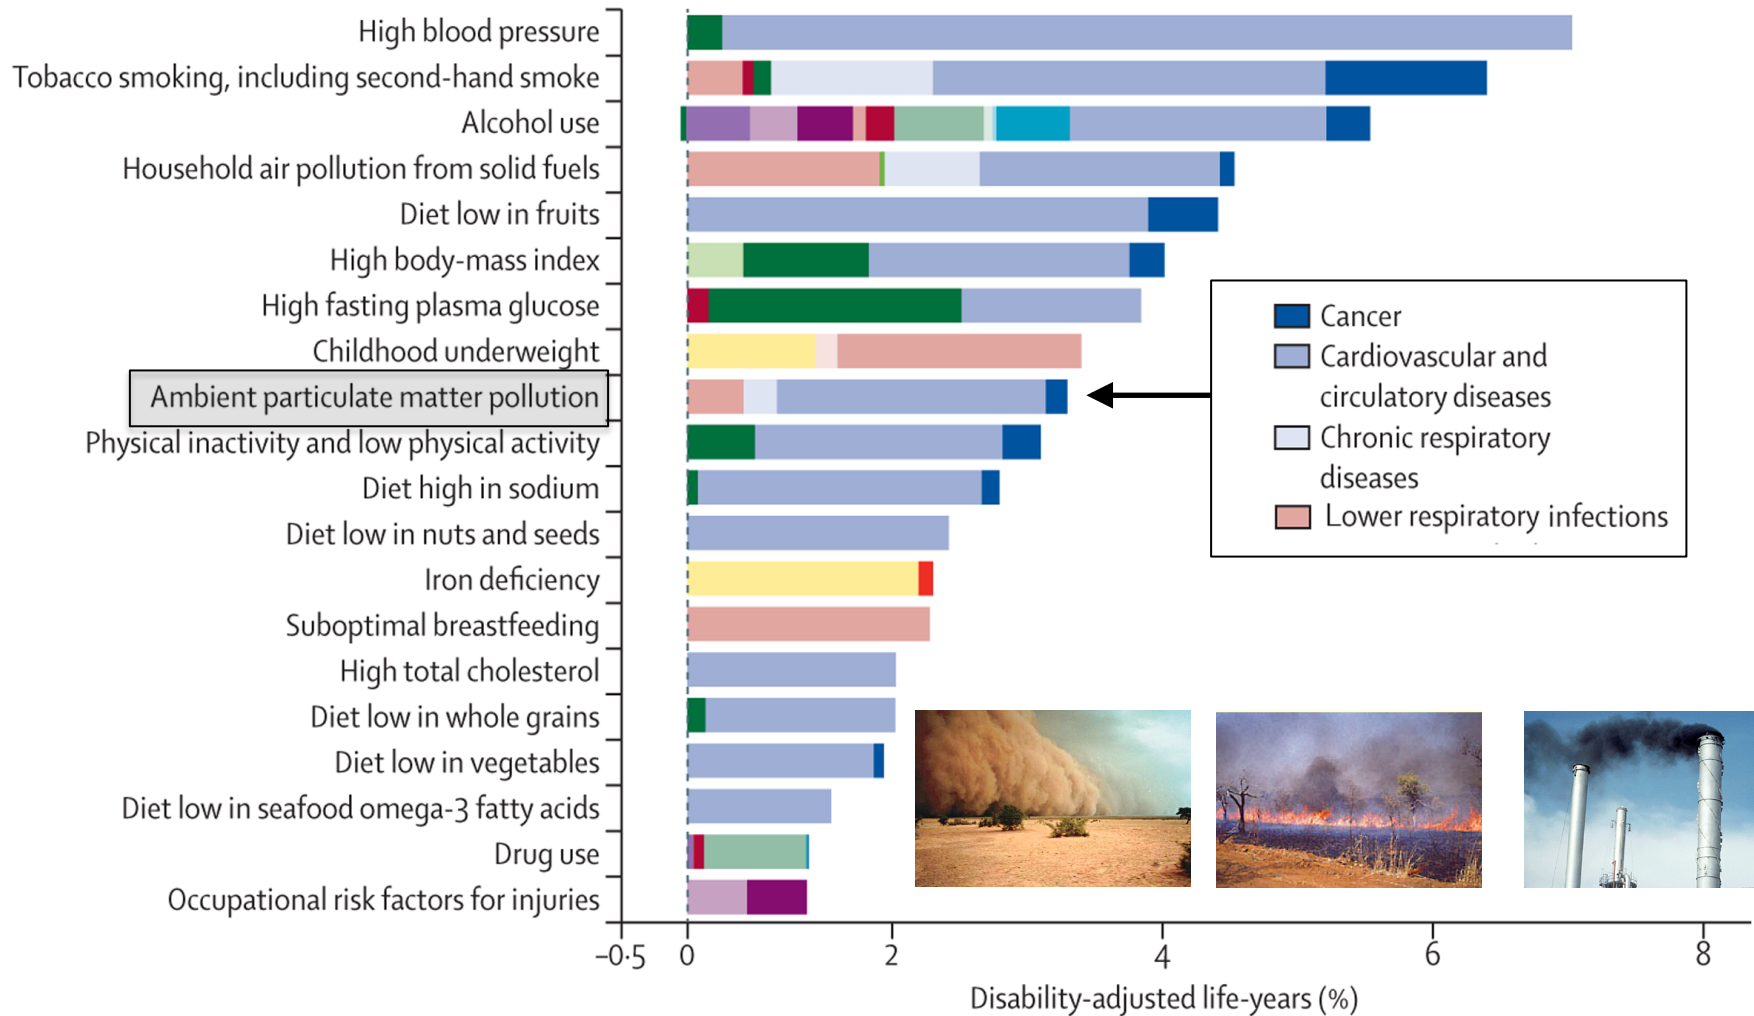 High blood pressure
Tobacco smoking, including second-hand smoke
Alcohol use
Household air pollution from solid fuels
Diet low in fruits
High body-mass index
High fasting plasma glucose
Childhood underweight
Ambient particulate matter pollution
Physical inactivity and low physical activity
Diet high in sodium
Diet low in nuts and seeds
Iron deficiency
Suboptimal breastfeeding
High total cholesterol
Diet low in whole grains
Diet low in vegetables
Diet low in seafood omega-3 fatty acids
Drug use
Occupational risk factors for injuries
Cancer
Cardiovascular and
circulatory diseases
Chronic respiratory
diseases
Lower respiratory infections
–0·5 0 2 4 6 8
Disability-adjusted life-years (%)